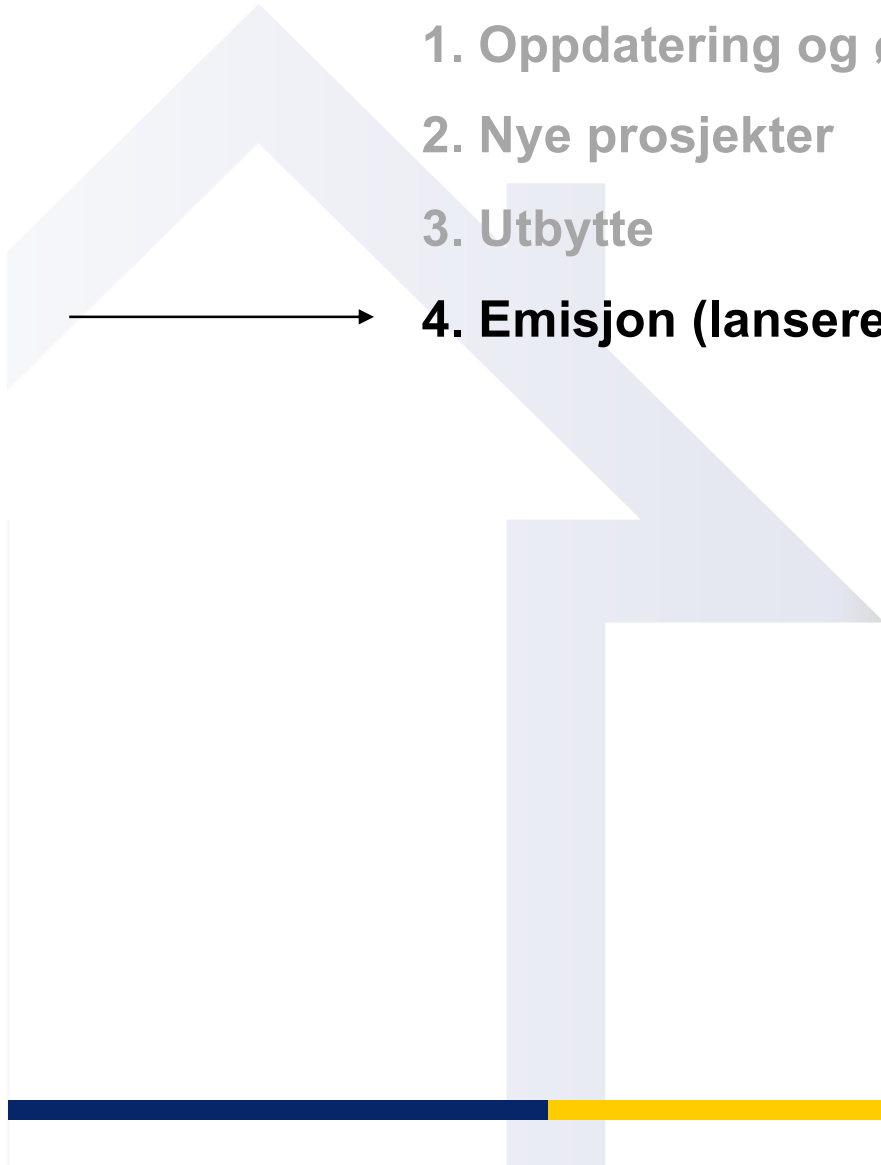 1. Oppdatering og
2. Nye prosjekter
3. Utbytte
4. Emisjon (lansere